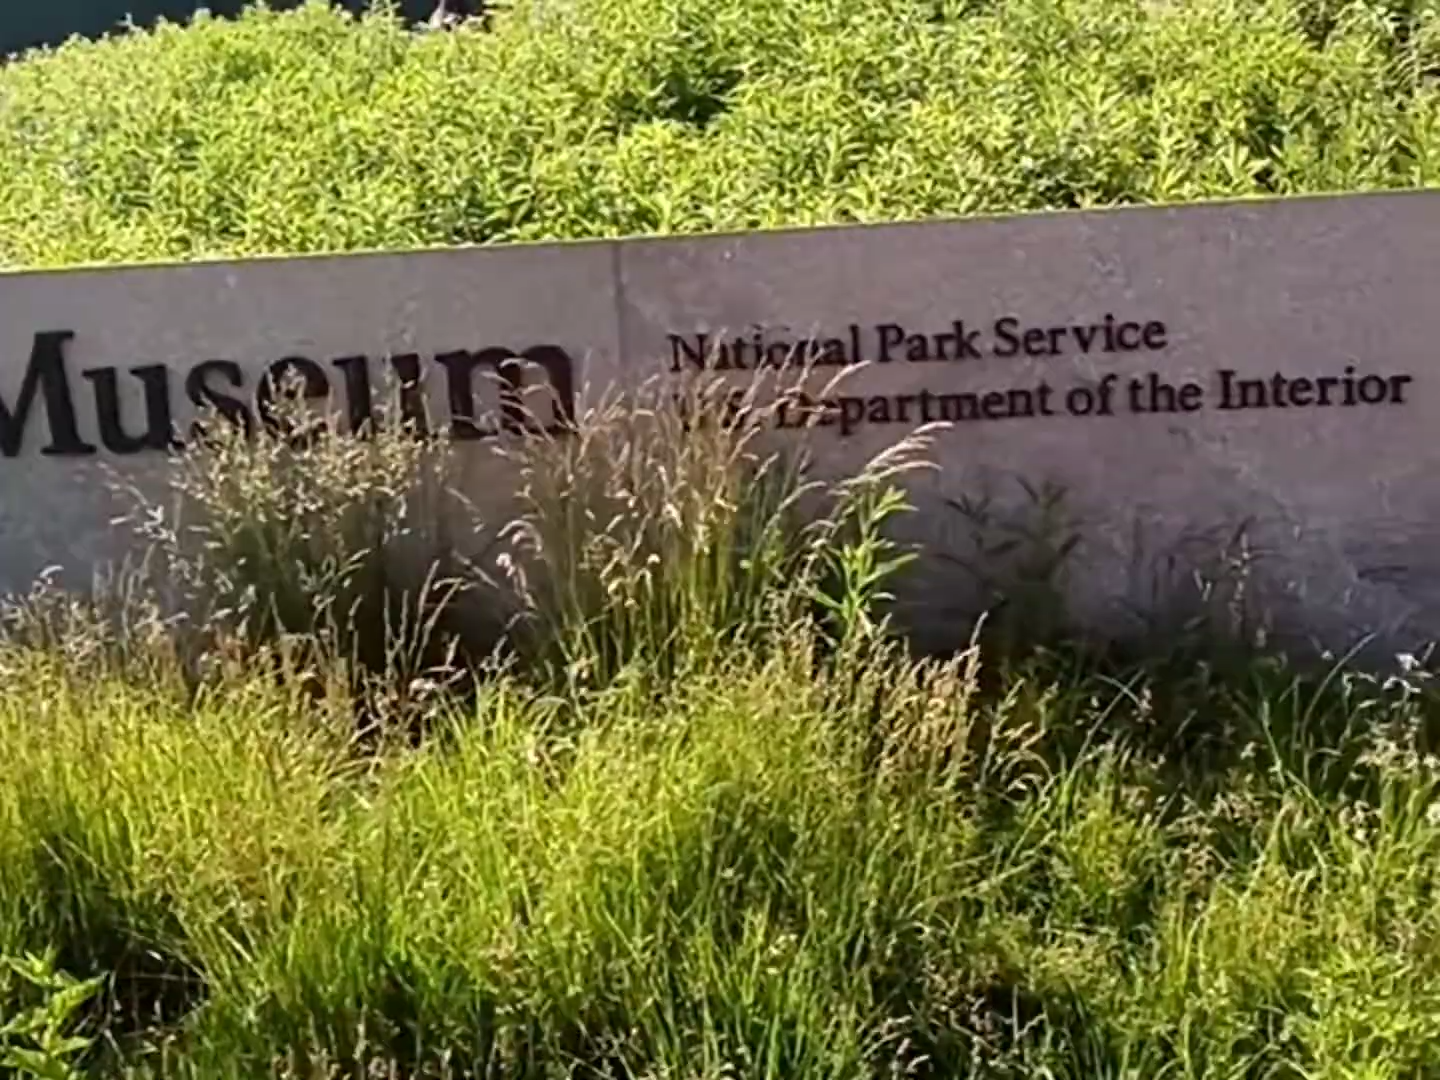 Museum
National Park Service
U.S. Department of the Interior